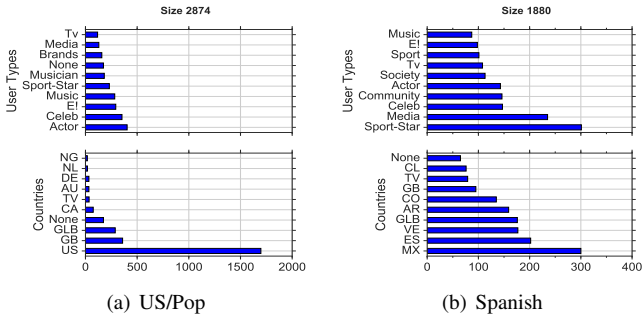 Size 2874
User Types
Tv
Media
Brands
None
Musician
Sport-Star
Music
E!
Celeb
Actor
Countries
NG
NL
DE
AU
TV
CA
None
GLB
GB
US
0 500 1000 1500 2000
(a) US/Pop
Size 1880
User Types
Music
E!
Sport
Tv
Society
Actor
Community
Celeb
Media
Sport-Star
Countries
None
CL
TV
GB
CO
AR
GLB
VE
ES
MX
0 100 200 300 400
(b) Spanish